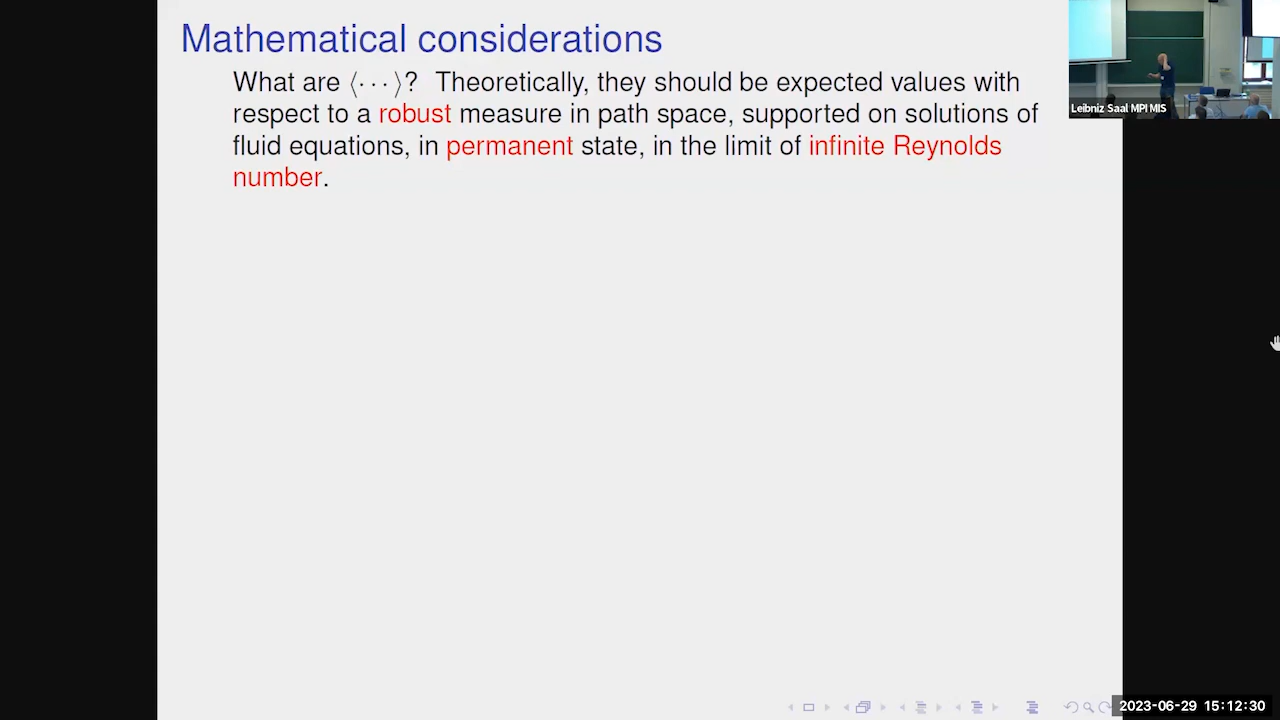 Mathematical considerations
What are ⟨· · ·⟩? Theoretically, they should be expected values with
respect to a robust measure in path space, supported on solutions of
fluid equations, in permanent state, in the limit of infinite Reynolds
number.
Leibniz Saal MPI MIS
2023-06-29 15:12:30